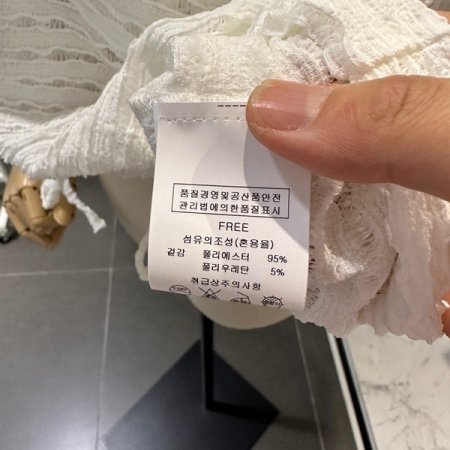 품질경영및공산품안전
관리법에의한품질표시
FREE
섬유의조성(혼용율)
겉감 폴리에스터 95%
폴리우레탄 5%
취급상주의사항